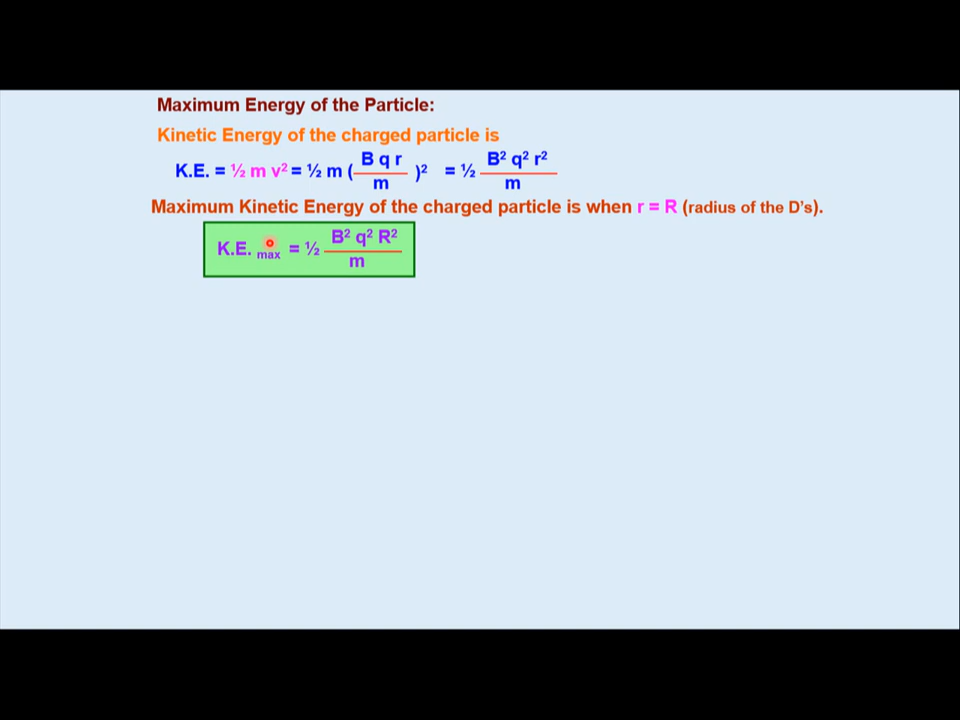 Maximum Energy of the Particle:
Kinetic Energy of the charged particle is
K.E. = ½ m v² = ½ m (B q r / m)² = ½ B² q² r² / m
Maximum Kinetic Energy of the charged particle is when r = R (radius of the D's).
K.E. max = ½ B² q² R² / m